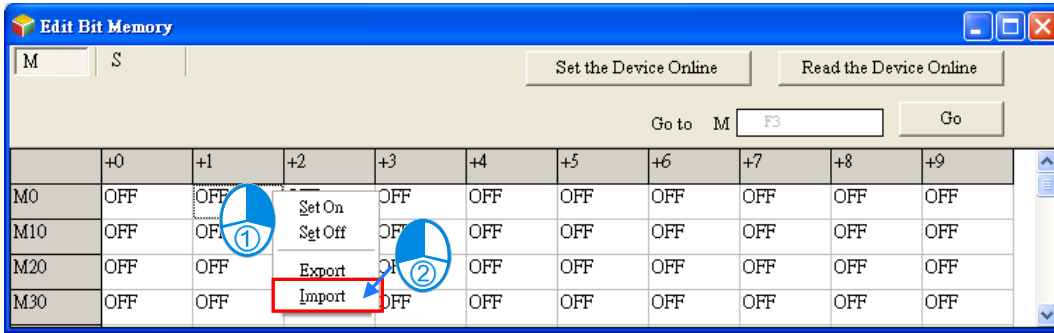 Edit Bit Memory
M S Set the Device Online Read the Device Online
Go to M F3 Go
+0 +1 +2 +3 +4 +5 +6 +7 +8 +9
M0 OFF OFF OFF OFF OFF OFF OFF OFF OFF
Set On
M10 OFF OFF OFF OFF OFF OFF OFF OFF OFF
① Set Off
M20 OFF OFF OFF OFF OFF OFF OFF OFF
Export ②
M30 OFF OFF OFF OFF OFF OFF OFF OFF OFF
Import